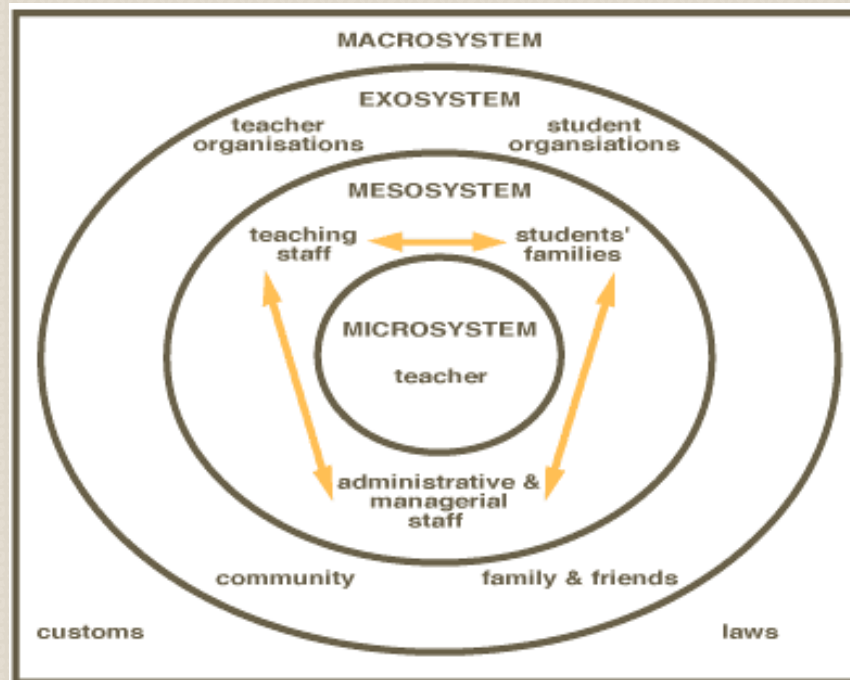 MACROSYSTEM
EXOSYSTEM
teacher
organisations
student
organsiations
MESOSYSTEM
teaching
staff
students'
families
MICROSYSTEM
teacher
administrative &
managerial
staff
community
family & friends
customs
laws